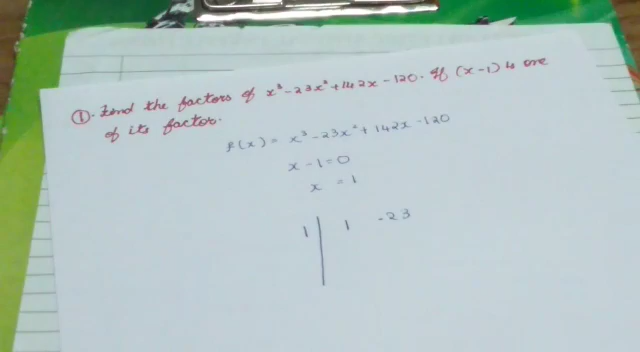 ①. Find the factors of x³-23x²+142x-120. If (x-1) is one
of its factor.
f(x) = x³-23x²+142x-120
x-1=0
x = 1
1 | 1 -23